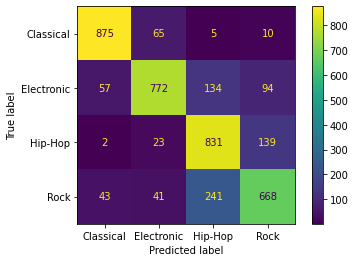 Classical 875 65 5 10
Electronic 57 772 134 94
Hip-Hop 2 23 831 139
Rock 43 41 241 668
Classical Electronic Hip-Hop Rock
Predicted label
True label
800
700
600
500
400
300
200
100